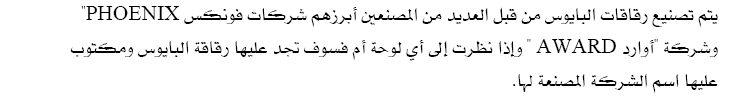 يتم تصنيع رقاقات البايوس من قبل العديد من المصنعين أبرزهم شركات فونكس PHOENIX"
وشركة "أوارد AWARD " وإذا نظرت إلى أي لوحة أم فسوف تجد عليها رقاقة البايوس ومكتوب
عليها اسم الشركة المصنعة لها.